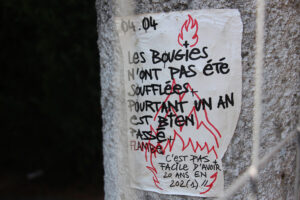 04.04
LES BOUGIES
N'ONT PAS ÉTÉ
SOUFFLÉES,
POURTANT UN AN
EST BIEN
PASSÉ,
FLAMBÉ
C'EST PAS
FACILE D'AVOIR
20 ANS EN
202(1) !!